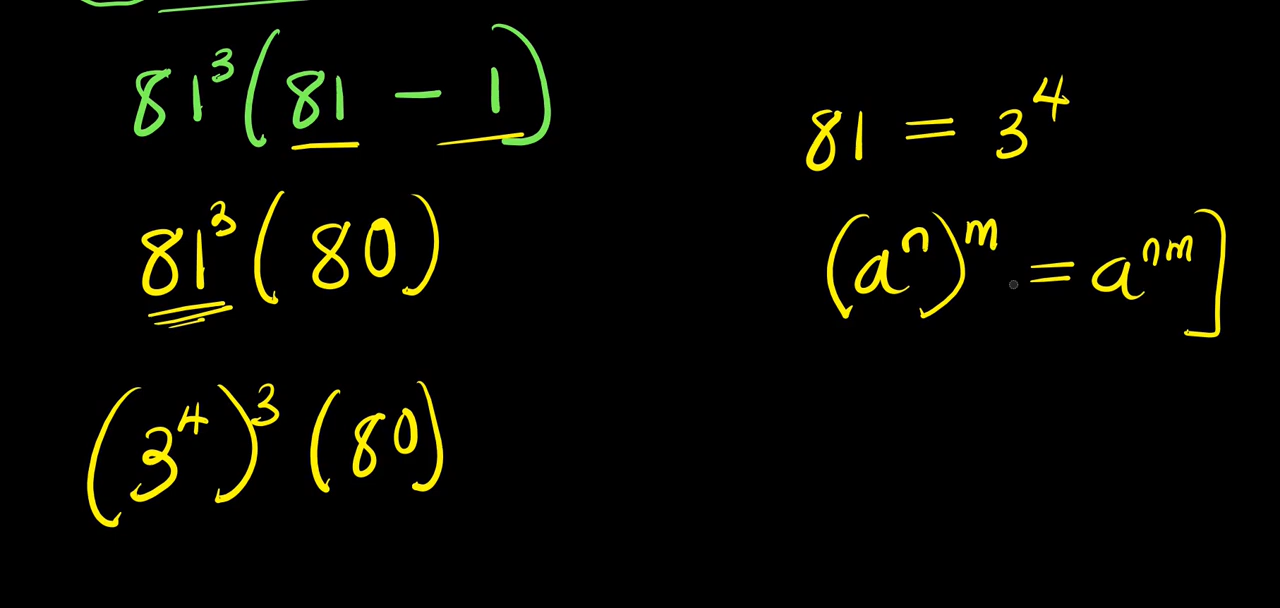 81³(81 − 1)
81³(80)
(3⁴)³(80)
81 = 3⁴
(aⁿ)ᵐ = aⁿᵐ]